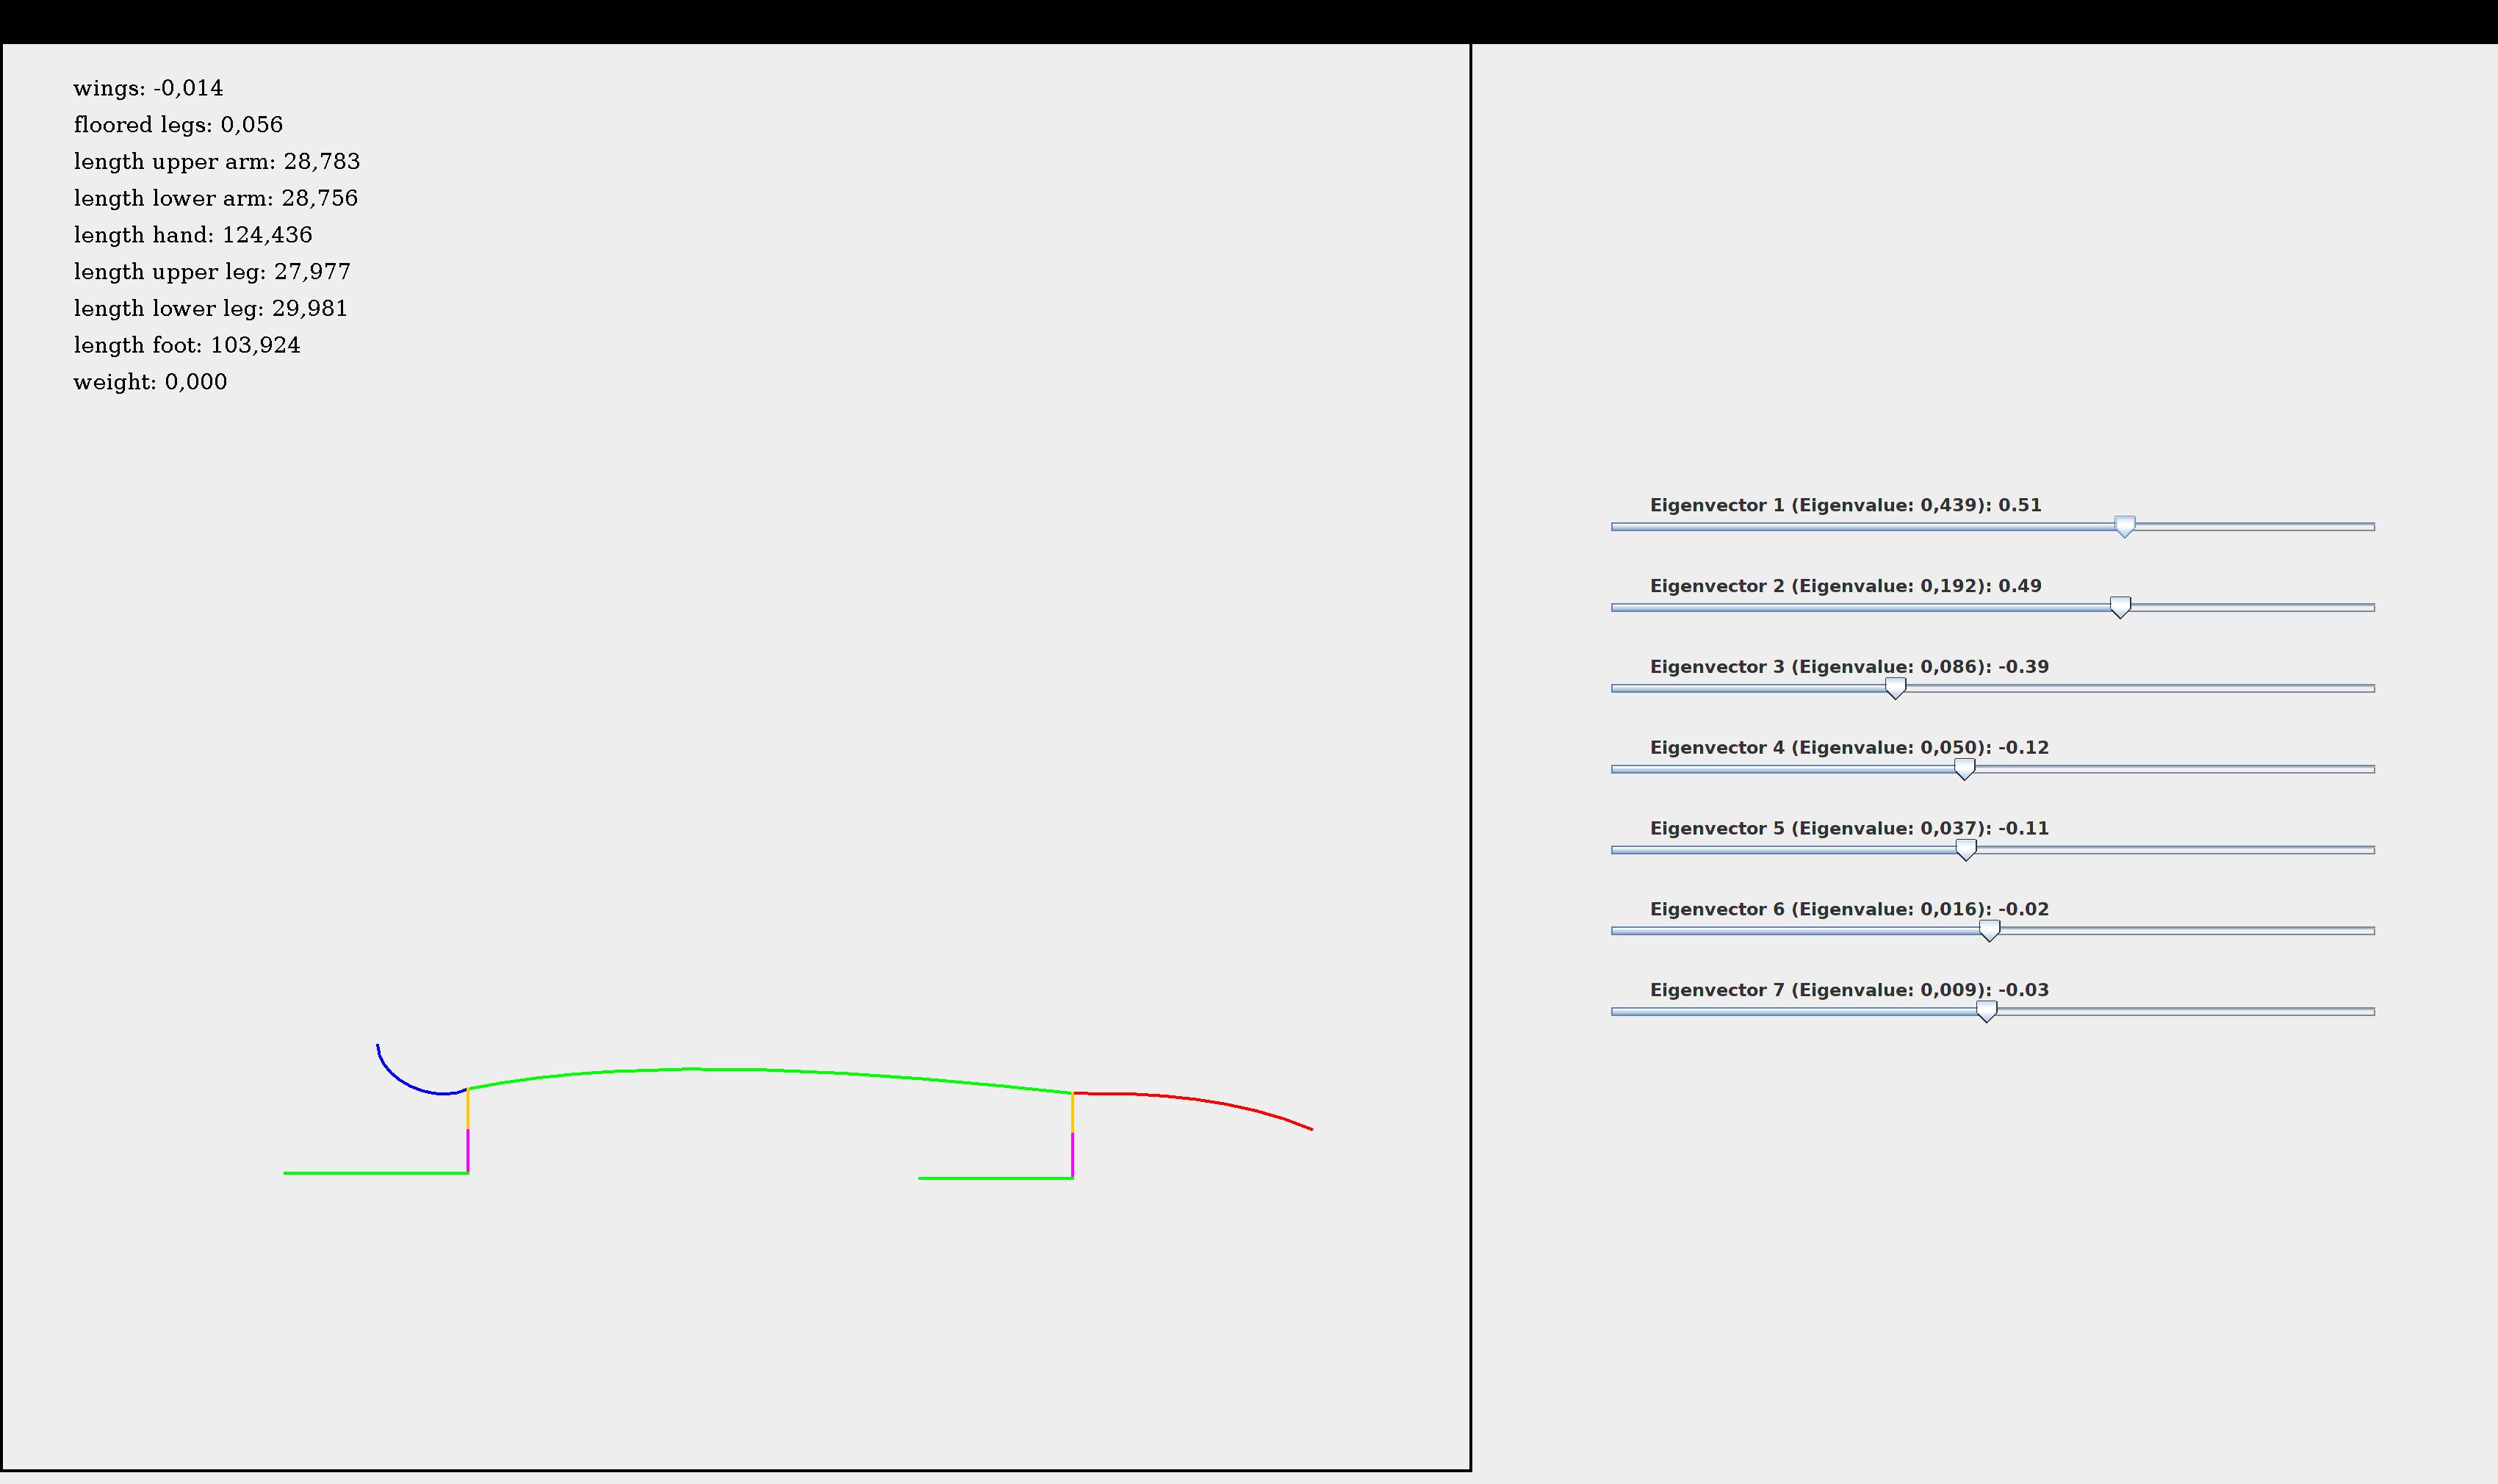 wings: -0,014
floored legs: 0,056
length upper arm: 28,783
length lower arm: 28,756
length hand: 124,436
length upper leg: 27,977
length lower leg: 29,981
length foot: 103,924
weight: 0,000
Eigenvector 1 (Eigenvalue: 0,439): 0.51
Eigenvector 2 (Eigenvalue: 0,192): 0.49
Eigenvector 3 (Eigenvalue: 0,086): -0.39
Eigenvector 4 (Eigenvalue: 0,050): -0.12
Eigenvector 5 (Eigenvalue: 0,037): -0.11
Eigenvector 6 (Eigenvalue: 0,016): -0.02
Eigenvector 7 (Eigenvalue: 0,009): -0.03